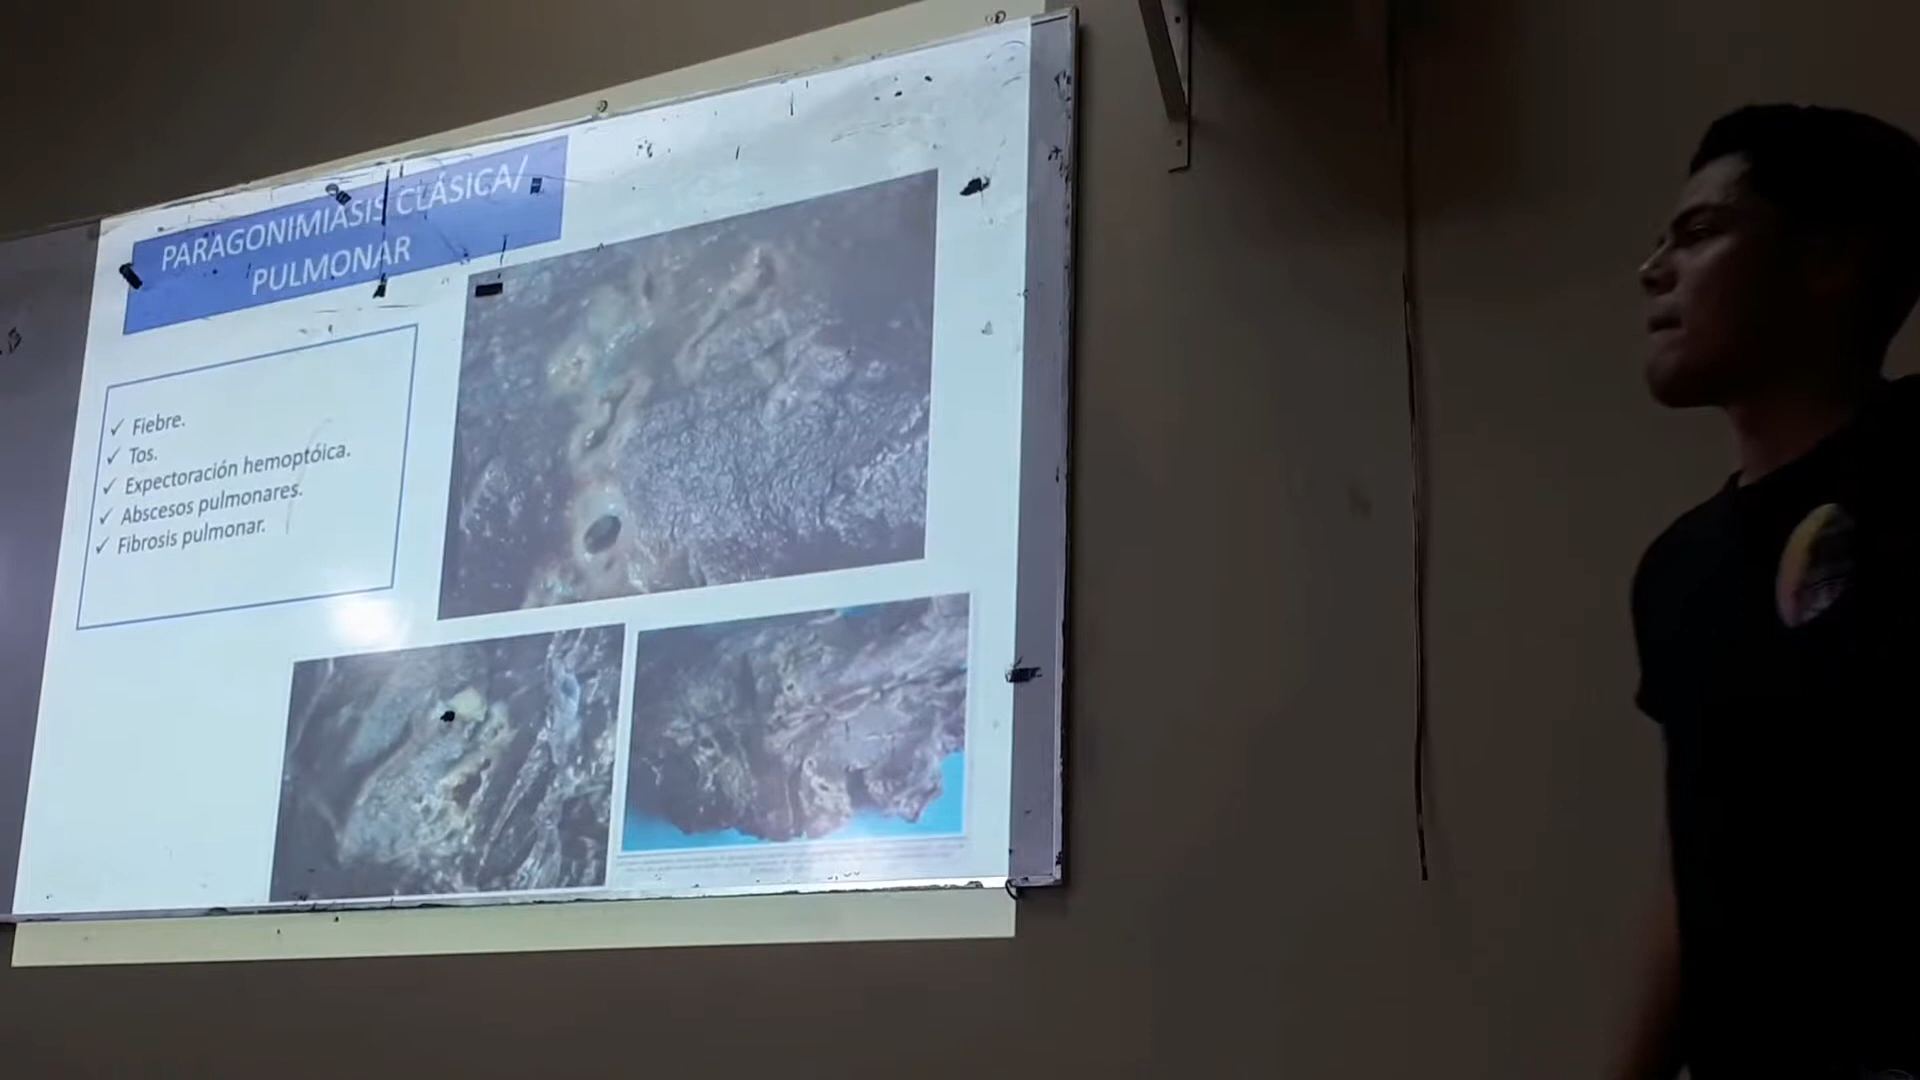 PARAGONIMIASIS CLÁSICA/
PULMONAR
✓ Fiebre.
✓ Tos.
✓ Expectoración hemoptóica.
✓ Abscesos pulmonares.
✓ Fibrosis pulmonar.